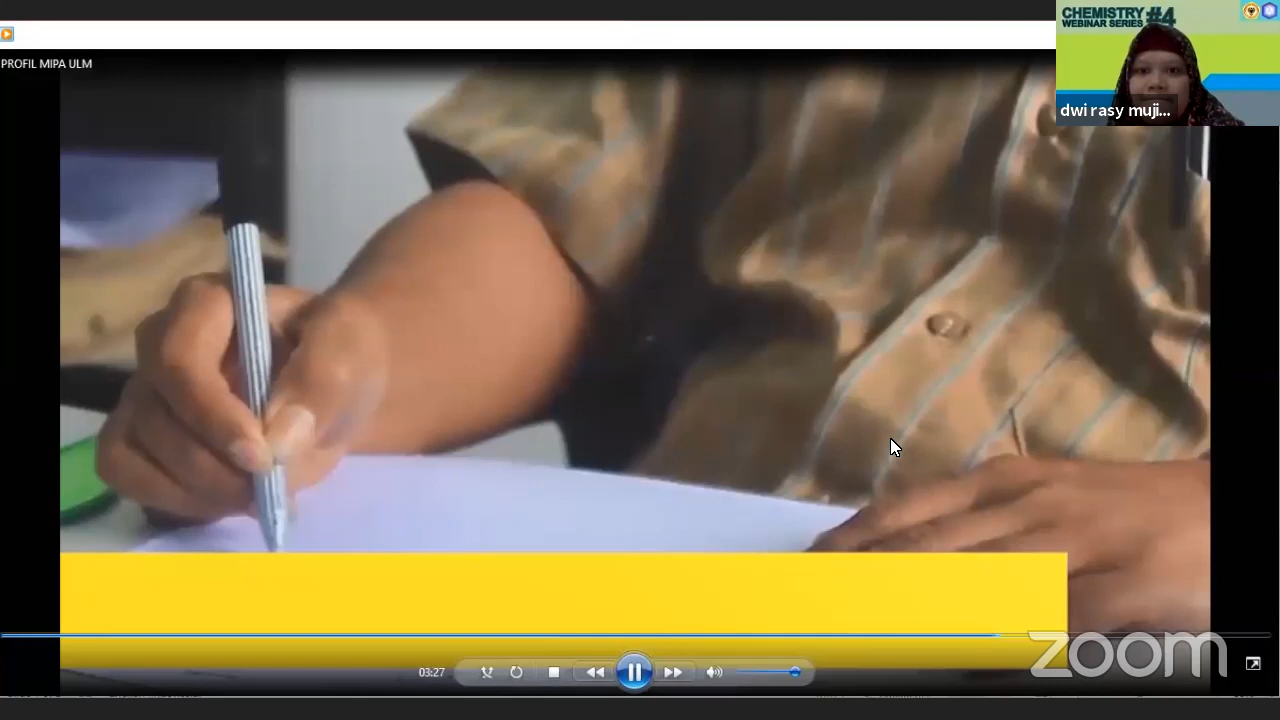 PROFIL MIPA ULM
CHEMISTRY #4
WEBINAR SERIES
dwi rasy muji...
03:27
zoom